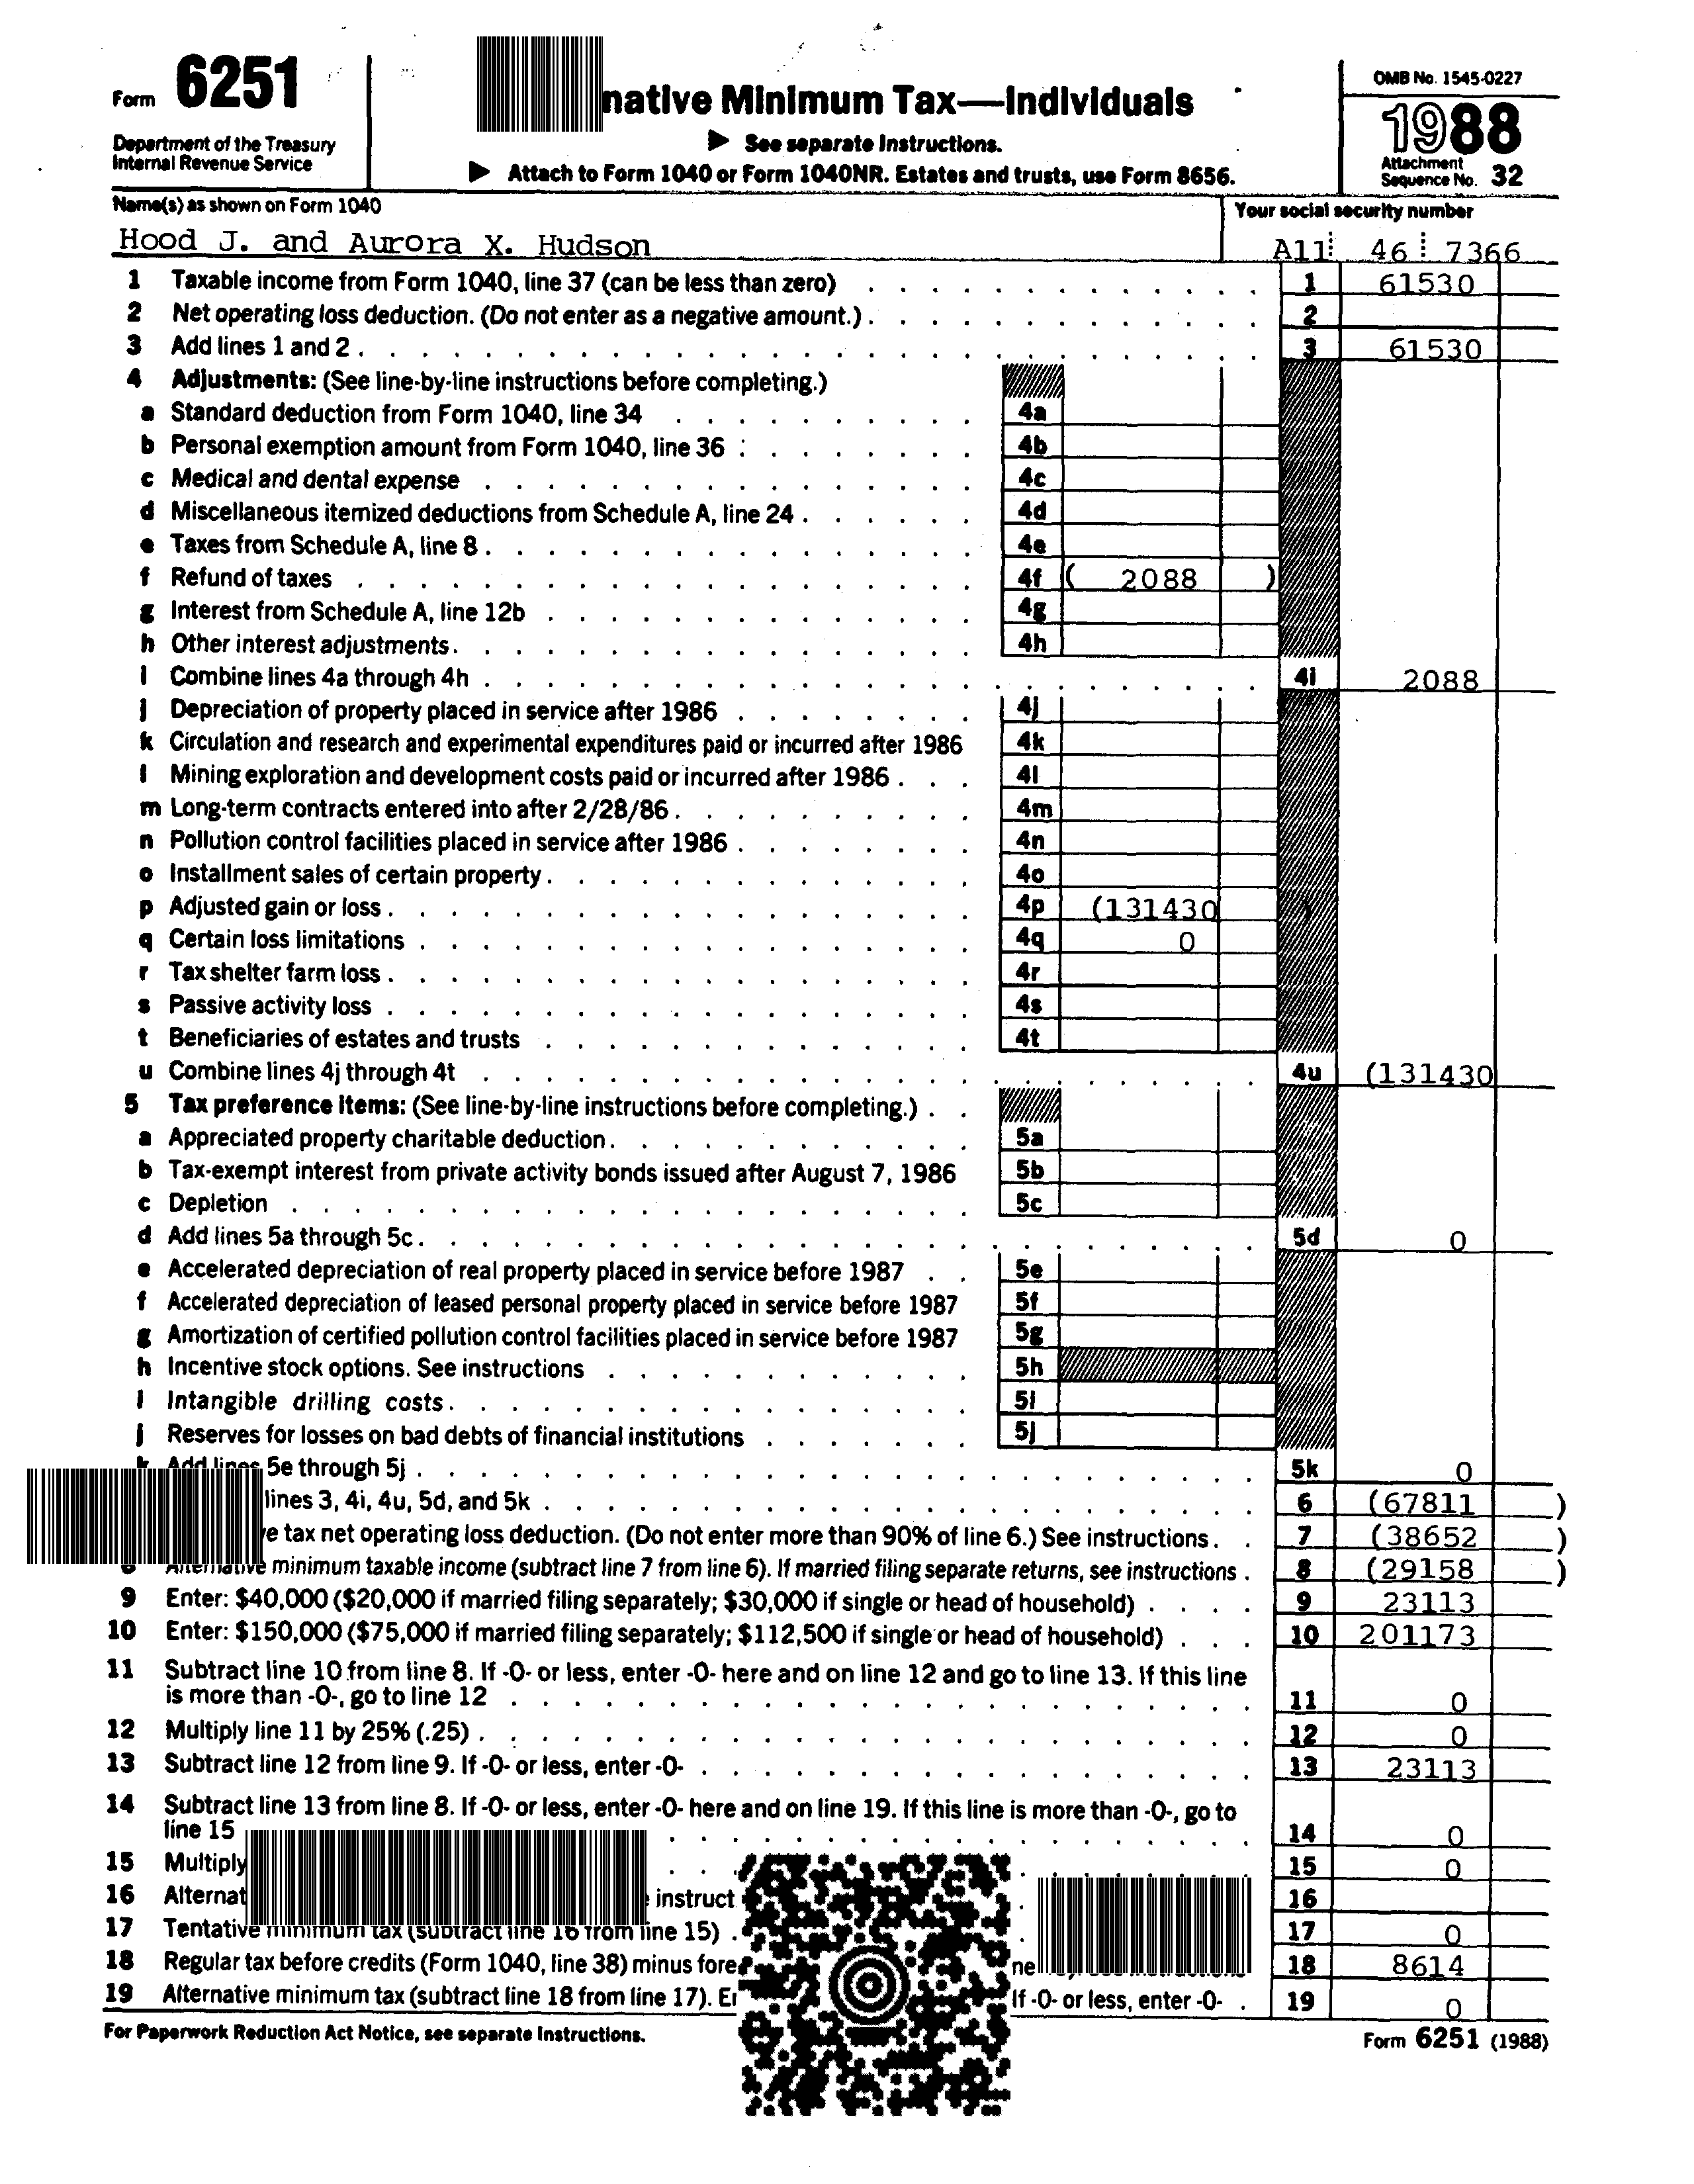 Form 6251
native Minimum Tax—Individuals
OMB No. 1545-0227
1988
Department of the Treasury
Internal Revenue Service
▶ See separate Instructions.
▶ Attach to Form 1040 or Form 1040NR. Estates and trusts, use Form 8656.
Attachment
Sequence No. 32
Name(s) as shown on Form 1040
Your social security number
Hood J. and Aurora X. Hudson
A11 46 7366
1 Taxable income from Form 1040, line 37 (can be less than zero) 1 61530
2 Net operating loss deduction. (Do not enter as a negative amount.) 2
3 Add lines 1 and 2 3 61530
4 Adjustments: (See line-by-line instructions before completing.)
a Standard deduction from Form 1040, line 34 4a
b Personal exemption amount from Form 1040, line 36 4b
c Medical and dental expense 4c
d Miscellaneous itemized deductions from Schedule A, line 24 4d
e Taxes from Schedule A, line 8 4e
f Refund of taxes 4f ( 2088 )
g Interest from Schedule A, line 12b 4g
h Other interest adjustments 4h
i Combine lines 4a through 4h 4i 2088
j Depreciation of property placed in service after 1986 4j
k Circulation and research and experimental expenditures paid or incurred after 1986 4k
l Mining exploration and development costs paid or incurred after 1986 4l
m Long-term contracts entered into after 2/28/86 4m
n Pollution control facilities placed in service after 1986 4n
o Installment sales of certain property 4o
p Adjusted gain or loss 4p (131430 )
q Certain loss limitations 4q 0
r Tax shelter farm loss 4r
s Passive activity loss 4s
t Beneficiaries of estates and trusts 4t
u Combine lines 4j through 4t 4u (131430
5 Tax preference items: (See line-by-line instructions before completing.)
a Appreciated property charitable deduction 5a
b Tax-exempt interest from private activity bonds issued after August 7, 1986 5b
c Depletion 5c
d Add lines 5a through 5c 5d 0
e Accelerated depreciation of real property placed in service before 1987 5e
f Accelerated depreciation of leased personal property placed in service before 1987 5f
g Amortization of certified pollution control facilities placed in service before 1987 5g
h Incentive stock options. See instructions 5h
i Intangible drilling costs 5i
j Reserves for losses on bad debts of financial institutions 5j
k Add lines 5e through 5j 5k 0
lines 3, 4i, 4u, 5d, and 5k 6 (67811 )
e tax net operating loss deduction. (Do not enter more than 90% of line 6.) See instructions 7 (38652 )
Alternative minimum taxable income (subtract line 7 from line 6). If married filing separate returns, see instructions 8 (29158 )
9 Enter: $40,000 ($20,000 if married filing separately; $30,000 if single or head of household) 9 23113
10 Enter: $150,000 ($75,000 if married filing separately; $112,500 if single or head of household) 10 201173
11 Subtract line 10 from line 8. If -0- or less, enter -0- here and on line 12 and go to line 13. If this line
is more than -0-, go to line 12 11 0
12 Multiply line 11 by 25% (.25) 12 0
13 Subtract line 12 from line 9. If -0- or less, enter -0- 13 23113
14 Subtract line 13 from line 8. If -0- or less, enter -0- here and on line 19. If this line is more than -0-, go to
line 15 14 0
15 Multiply 15 0
16 Alternat instruct 16
17 Tentative minimum tax (subtract line 16 from line 15) 17 0
18 Regular tax before credits (Form 1040, line 38) minus fore ne 18 8614
19 Alternative minimum tax (subtract line 18 from line 17). If -0- or less, enter -0- 19 0
For Paperwork Reduction Act Notice, see separate Instructions.
Form 6251 (1988)